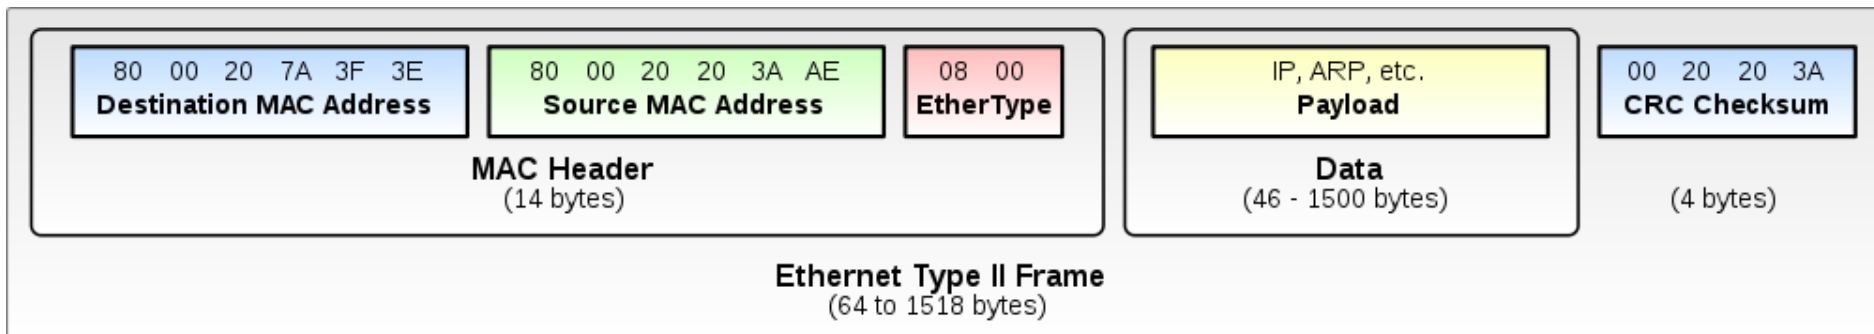 80 00 20 7A 3F 3E
Destination MAC Address
80 00 20 20 3A AE
Source MAC Address
08 00
EtherType
MAC Header
(14 bytes)
IP, ARP, etc.
Payload
Data
(46 - 1500 bytes)
00 20 20 3A
CRC Checksum
(4 bytes)
Ethernet Type II Frame
(64 to 1518 bytes)